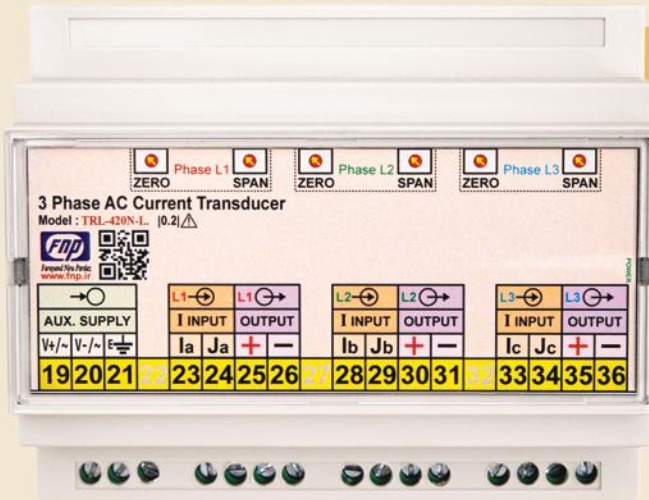 Phase L1 Phase L2 Phase L3
ZERO SPAN ZERO SPAN ZERO SPAN
3 Phase AC Current Transducer
Model : TRL-420N-L. |0.2|
FNP
Farayand Niru Pardaz
www.fnp.ir
POWER
L1 L1 L2 L2 L3 L3
AUX. SUPPLY I INPUT OUTPUT I INPUT OUTPUT I INPUT OUTPUT
V+/~ V-/~ E Ia Ja + − Ib Jb + − Ic Jc + −
19 20 21 22 23 24 25 26 27 28 29 30 31 32 33 34 35 36